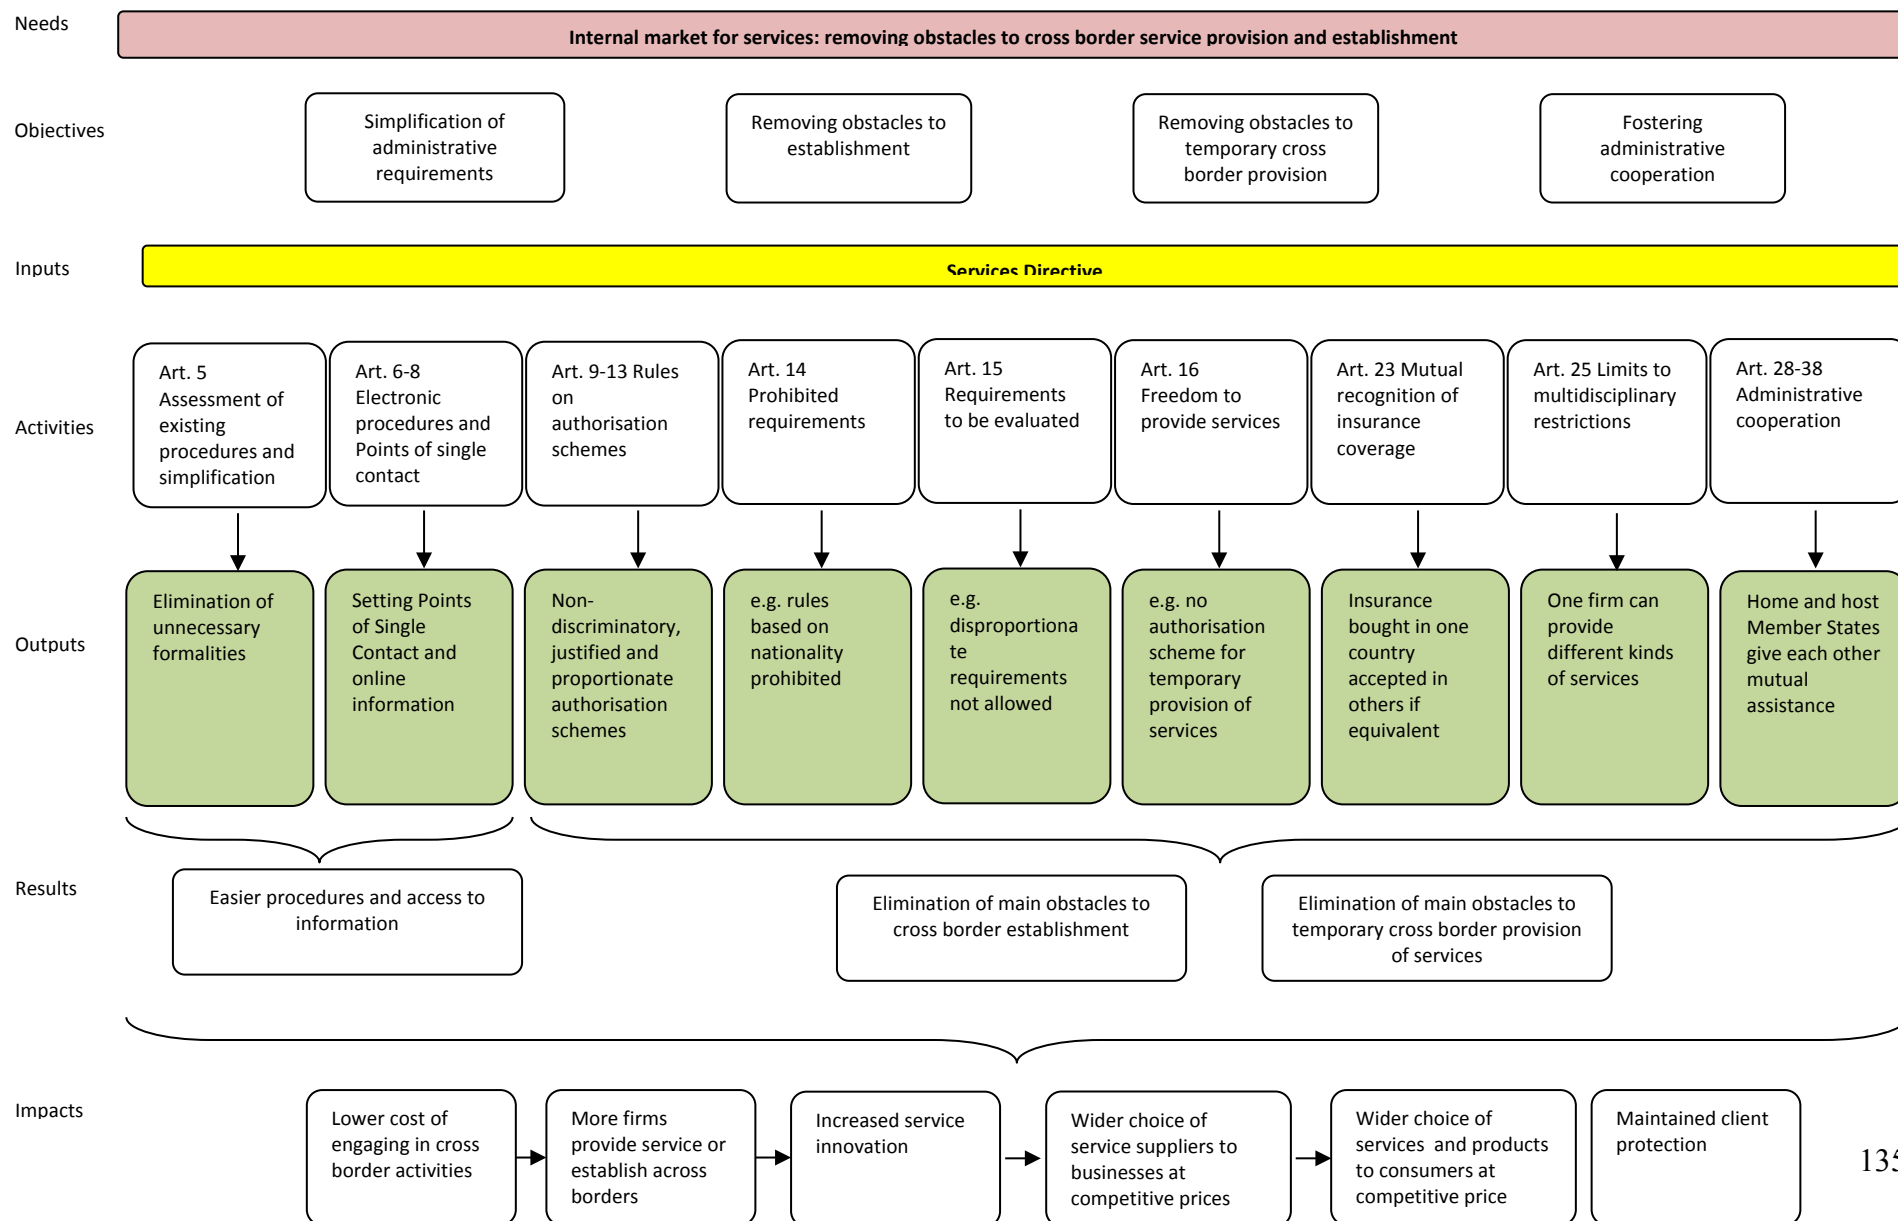 Needs
Internal market for services: removing obstacles to cross border service provision and establishment
Objectives
Simplification of
administrative
requirements
Removing obstacles to
establishment
Removing obstacles to
temporary cross
border provision
Fostering
administrative
cooperation
Inputs
Services Directive
Activities
Art. 5
Assessment of
existing
procedures and
simplification
Art. 6-8
Electronic
procedures and
Points of single
contact
Art. 9-13 Rules
on
authorisation
schemes
Art. 14
Prohibited
requirements
Art. 15
Requirements
to be evaluated
Art. 16
Freedom to
provide services
Art. 23 Mutual
recognition of
insurance
coverage
Art. 25 Limits to
multidisciplinary
restrictions
Art. 28-38
Administrative
cooperation
Outputs
Elimination of
unnecessary
formalities
Setting Points
of Single
Contact and
online
information
Non-
discriminatory,
justified and
proportionate
authorisation
schemes
e.g. rules
based on
nationality
prohibited
e.g.
disproportiona
te
requirements
not allowed
e.g. no
authorisation
scheme for
temporary
provision of
services
Insurance
bought in one
country
accepted in
others if
equivalent
One firm can
provide
different kinds
of services
Home and host
Member States
give each other
mutual
assistance
Results
Easier procedures and access to
information
Elimination of main obstacles to
cross border establishment
Elimination of main obstacles to
temporary cross border provision
of services
Impacts
Lower cost of
engaging in cross
border activities
More firms
provide service or
establish across
borders
Increased service
innovation
Wider choice of
service suppliers to
businesses at
competitive prices
Wider choice of
services and products
to consumers at
competitive price
Maintained client
protection
135